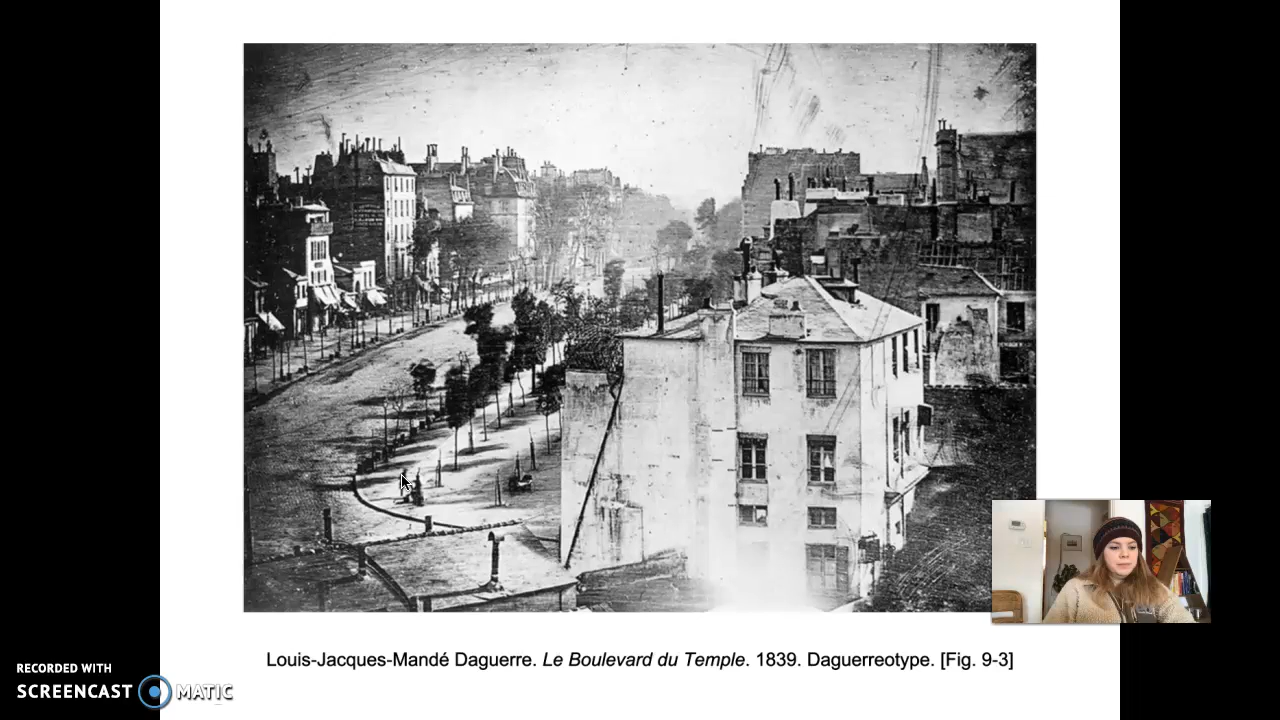 Louis-Jacques-Mandé Daguerre. Le Boulevard du Temple. 1839. Daguerreotype. [Fig. 9-3]
RECORDED WITH
SCREENCAST MATIC